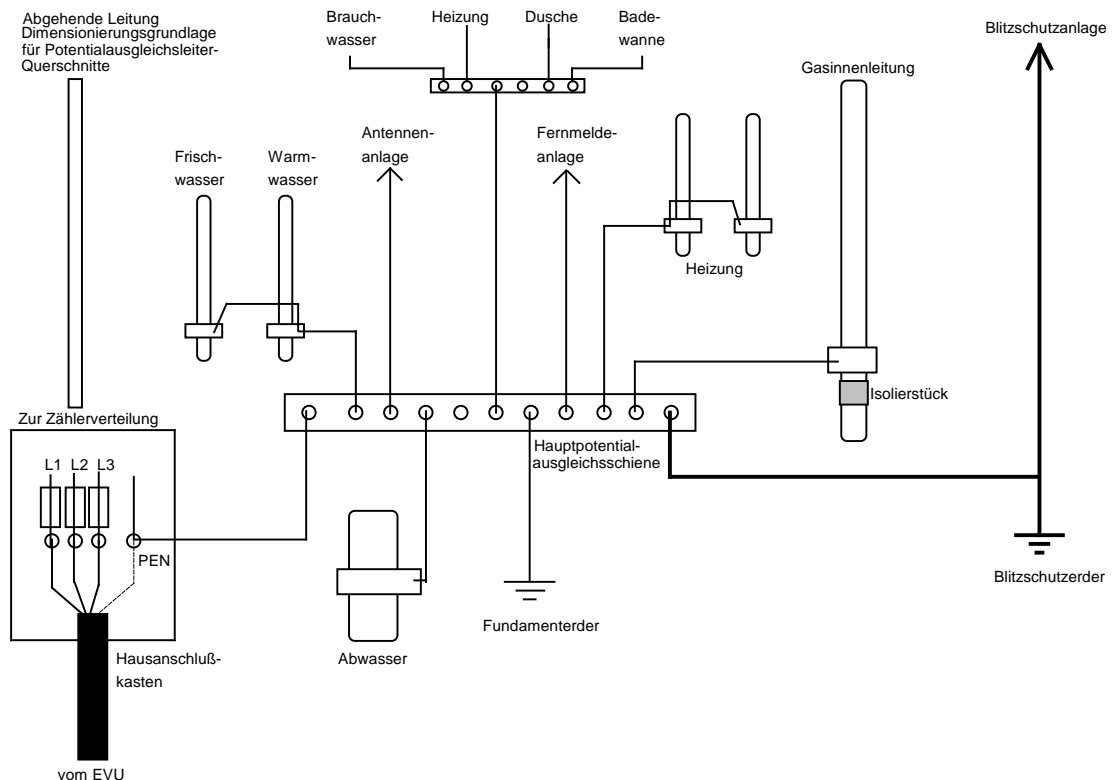 Abgehende Leitung
Dimensionierungsgrundlage
für Potentialausgleichsleiter-
Querschnitte
Brauch-
wasser
Heizung
Dusche
Bade-
wanne
Blitzschutzanlage
Gasinnenleitung
Antennen-
anlage
Fernmelde-
anlage
Frisch-
wasser
Warm-
wasser
Heizung
Isolierstück
Zur Zählerverteilung
Hauptpotential-
ausgleichsschiene
L1 L2 L3
PEN
Blitzschutzerder
Fundamenterder
Abwasser
Hausanschluß-
kasten
vom EVU